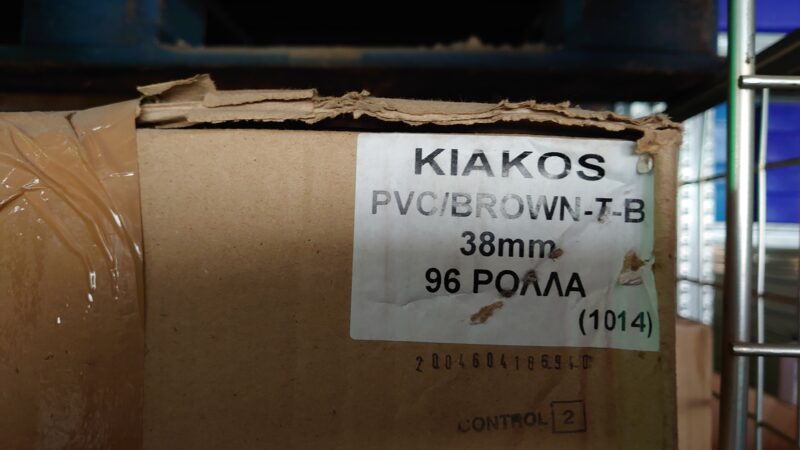 KIAKOS
PVC/BROWN-T-B
38mm
96 ΡΟΛΛΑ
(1014)
CONTROL 2